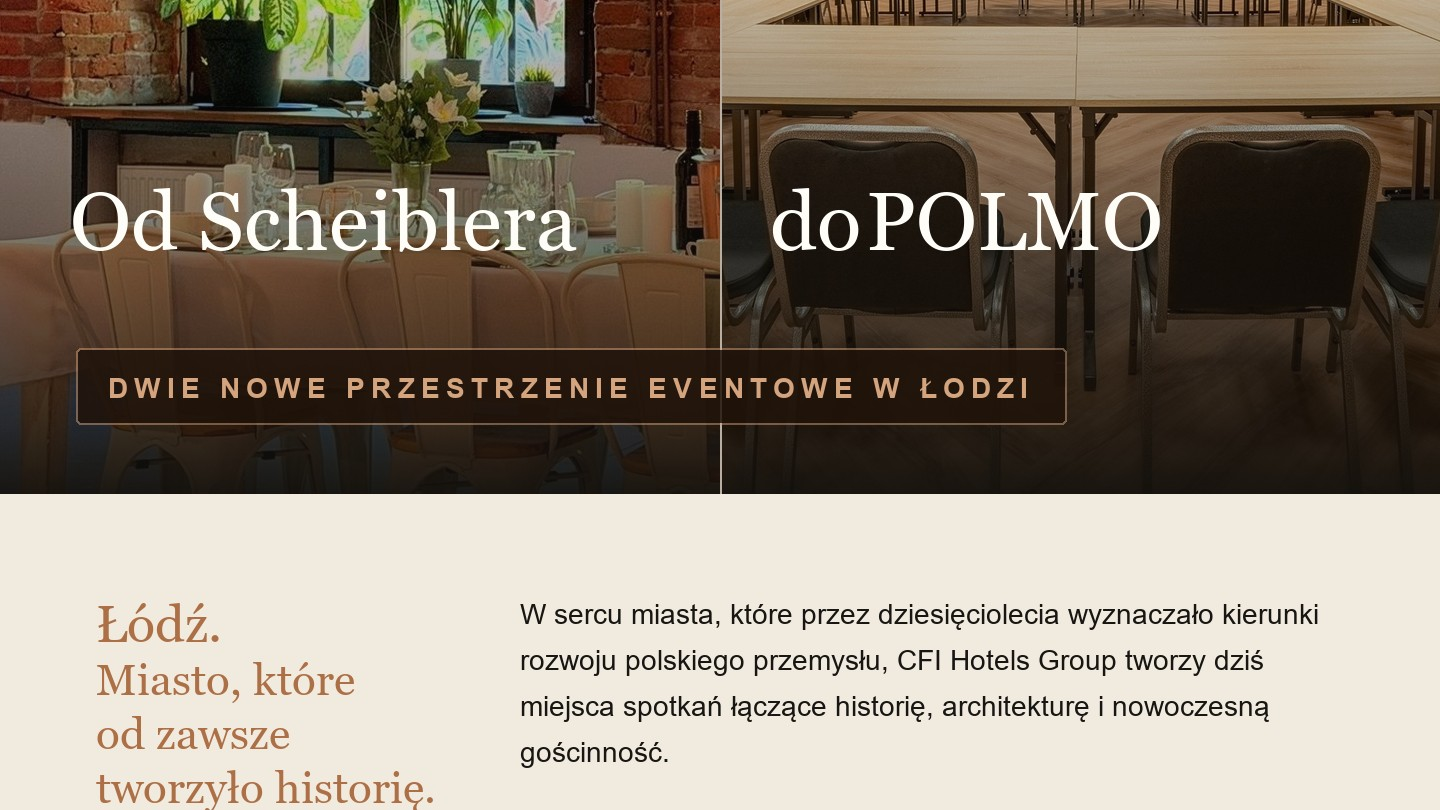 Od Scheiblera
do POLMO
DWIE NOWE PRZESTRZENIE EVENTOWE W ŁODZI
Łódź.
Miasto, które
od zawsze
tworzyło historię.
W sercu miasta, które przez dziesięciolecia wyznaczało kierunki
rozwoju polskiego przemysłu, CFI Hotels Group tworzy dziś
miejsca spotkań łączące historię, architekturę i nowoczesną
gościnność.